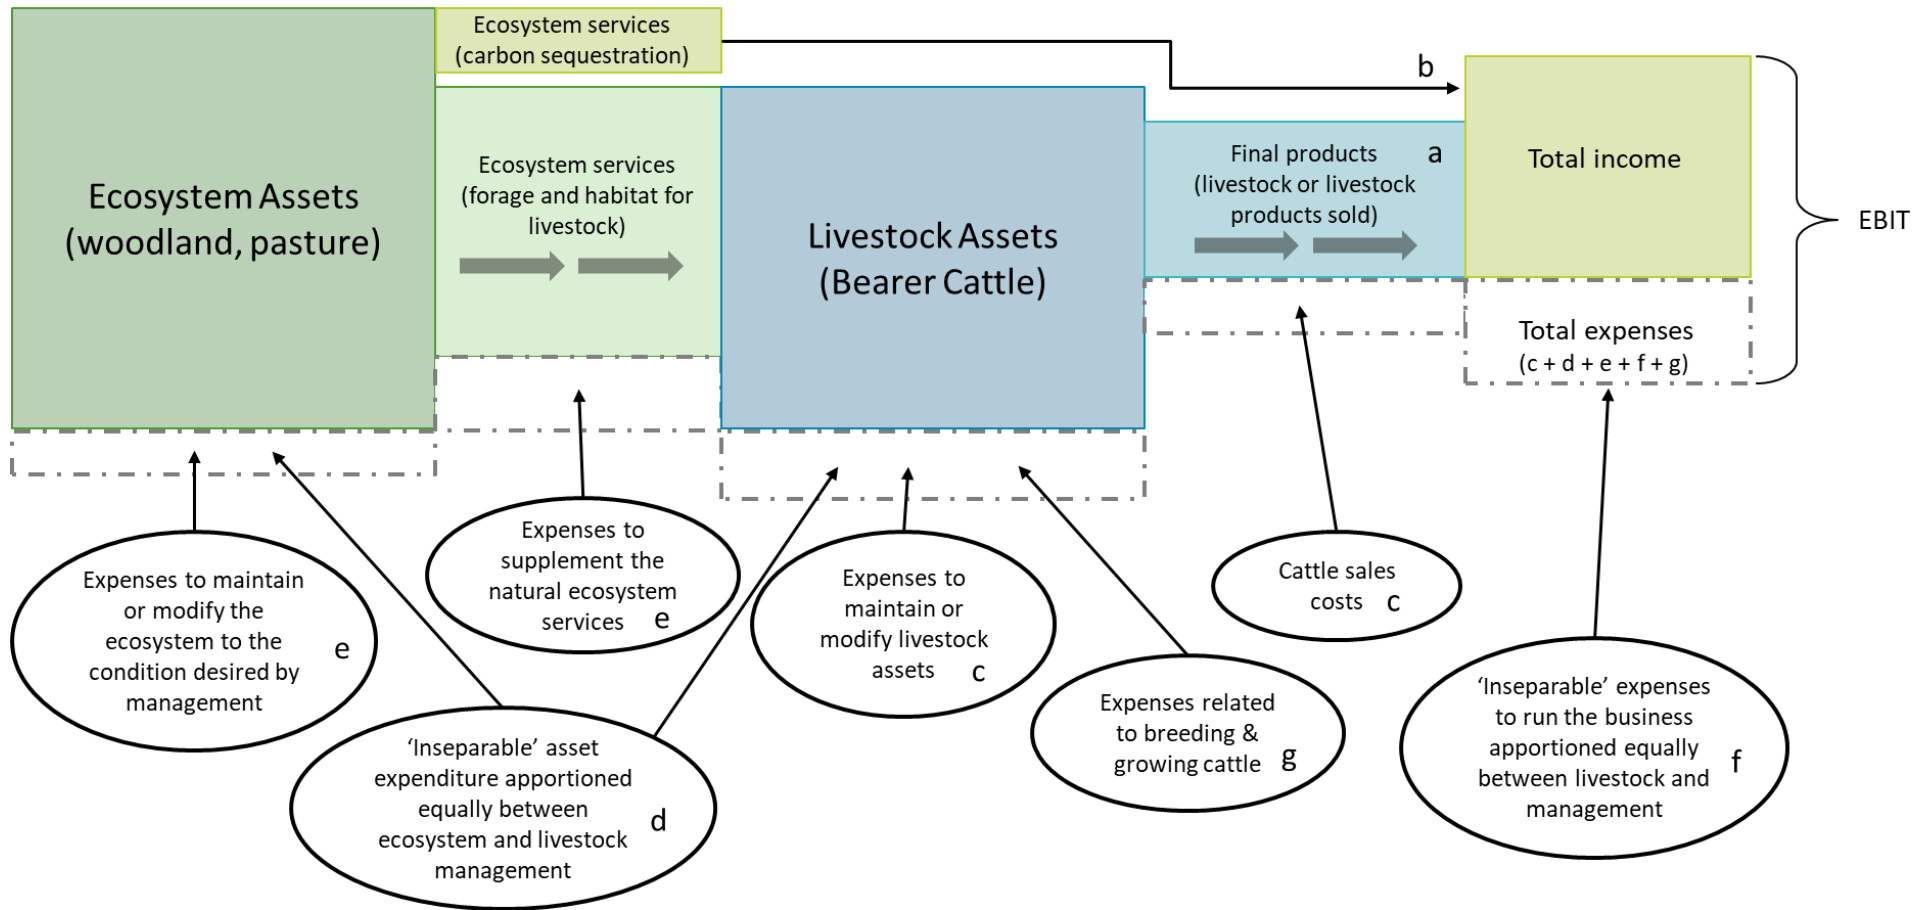 Ecosystem services
(carbon sequestration)
b
Ecosystem Assets
(woodland, pasture)
Ecosystem services
(forage and habitat for
livestock)
Livestock Assets
(Bearer Cattle)
Final products
a
(livestock or livestock
products sold)
Total income
EBIT
Total expenses
(c + d + e + f + g)
Expenses to maintain
or modify the
ecosystem to the
condition desired by
management
e
Expenses to
supplement the
natural ecosystem
services
e
‘Inseparable’ asset
expenditure apportioned
equally between
ecosystem and livestock
management
d
Expenses to
maintain or
modify livestock
assets
c
Expenses related
to breeding &
growing cattle
g
Cattle sales
costs
c
‘Inseparable’ expenses
to run the business
apportioned equally
between livestock and
management
f